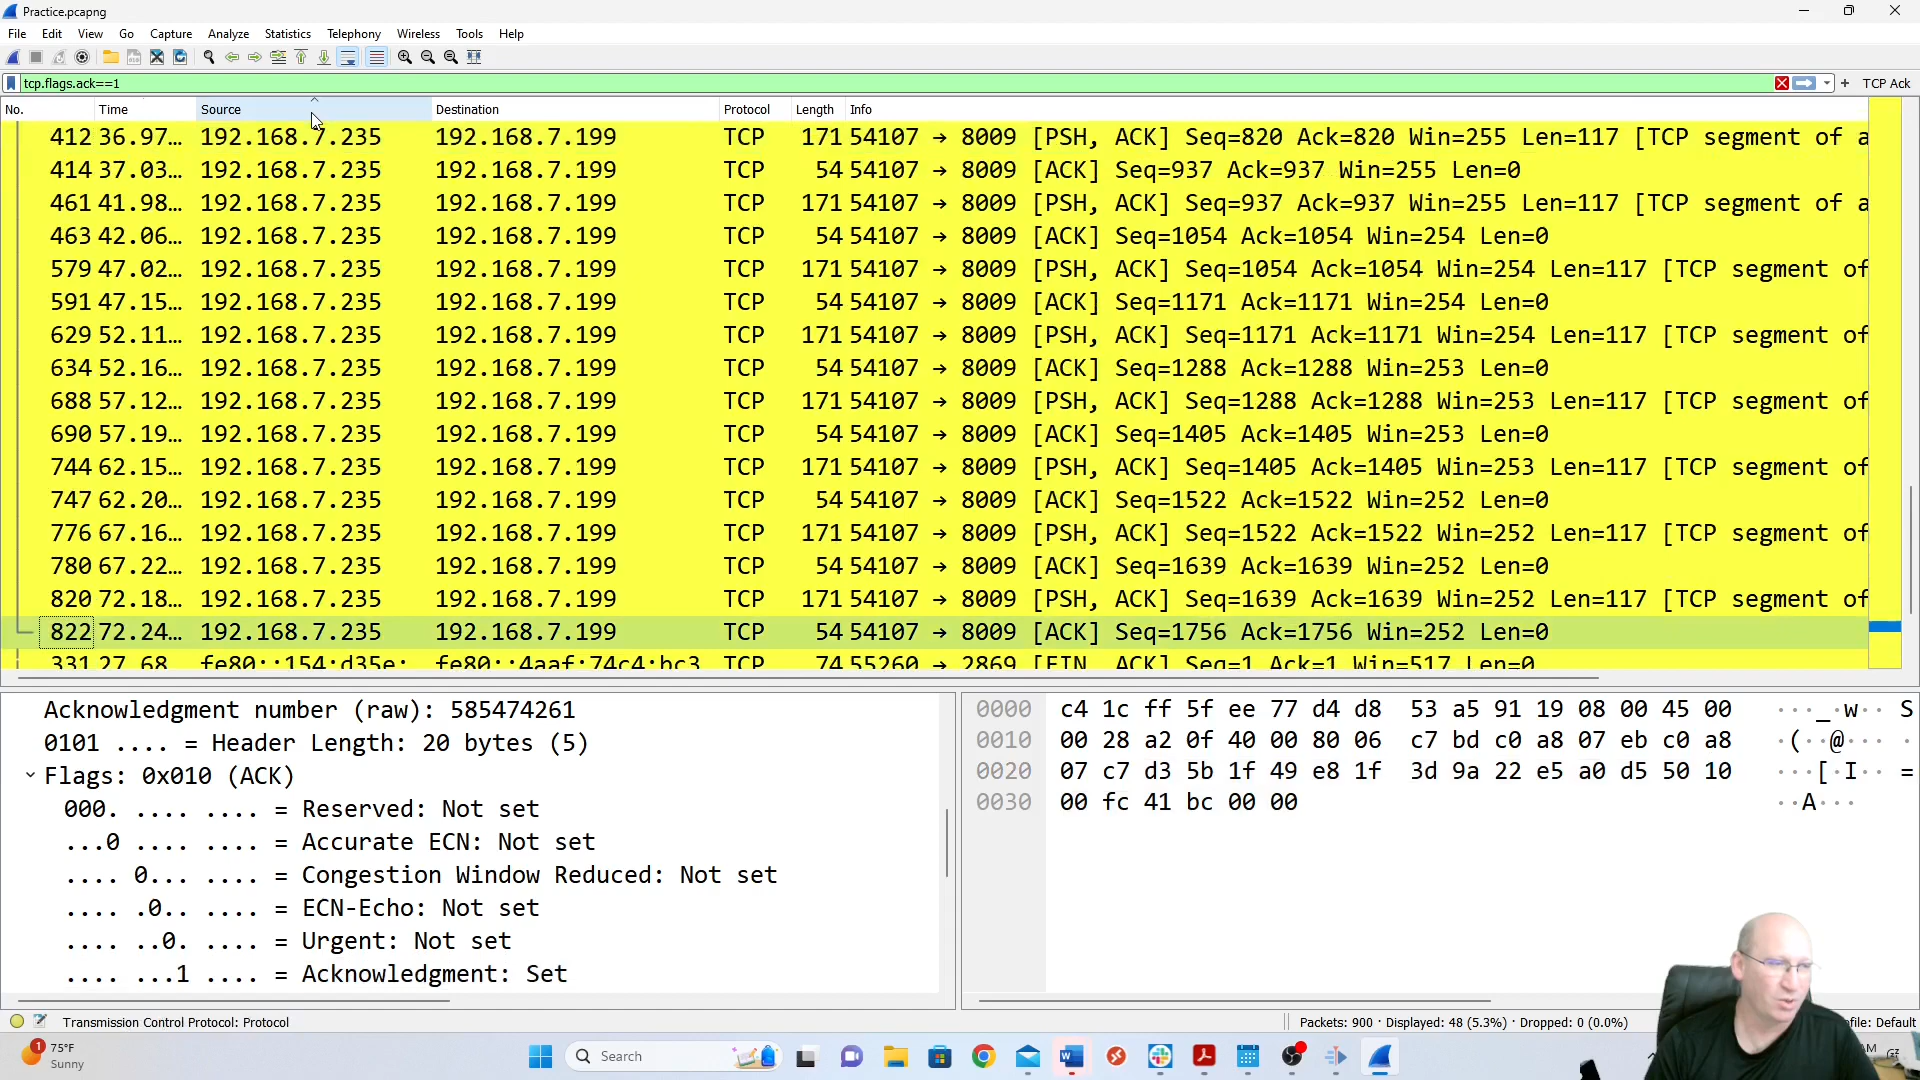 Practice.pcapng
File Edit View Go Capture Analyze Statistics Telephony Wireless Tools Help
tcp.flags.ack==1 + TCP Ack
No. Time Source Destination Protocol Length Info
412 36.97… 192.168.7.235 192.168.7.199 TCP 171 54107 → 8009 [PSH, ACK] Seq=820 Ack=820 Win=255 Len=117 [TCP segment of a
414 37.03… 192.168.7.235 192.168.7.199 TCP 54 54107 → 8009 [ACK] Seq=937 Ack=937 Win=255 Len=0
461 41.98… 192.168.7.235 192.168.7.199 TCP 171 54107 → 8009 [PSH, ACK] Seq=937 Ack=937 Win=255 Len=117 [TCP segment of a
463 42.06… 192.168.7.235 192.168.7.199 TCP 54 54107 → 8009 [ACK] Seq=1054 Ack=1054 Win=254 Len=0
579 47.02… 192.168.7.235 192.168.7.199 TCP 171 54107 → 8009 [PSH, ACK] Seq=1054 Ack=1054 Win=254 Len=117 [TCP segment of
591 47.15… 192.168.7.235 192.168.7.199 TCP 54 54107 → 8009 [ACK] Seq=1171 Ack=1171 Win=254 Len=0
629 52.11… 192.168.7.235 192.168.7.199 TCP 171 54107 → 8009 [PSH, ACK] Seq=1171 Ack=1171 Win=254 Len=117 [TCP segment of
634 52.16… 192.168.7.235 192.168.7.199 TCP 54 54107 → 8009 [ACK] Seq=1288 Ack=1288 Win=253 Len=0
688 57.12… 192.168.7.235 192.168.7.199 TCP 171 54107 → 8009 [PSH, ACK] Seq=1288 Ack=1288 Win=253 Len=117 [TCP segment of
690 57.19… 192.168.7.235 192.168.7.199 TCP 54 54107 → 8009 [ACK] Seq=1405 Ack=1405 Win=253 Len=0
744 62.15… 192.168.7.235 192.168.7.199 TCP 171 54107 → 8009 [PSH, ACK] Seq=1405 Ack=1405 Win=253 Len=117 [TCP segment of
747 62.20… 192.168.7.235 192.168.7.199 TCP 54 54107 → 8009 [ACK] Seq=1522 Ack=1522 Win=252 Len=0
776 67.16… 192.168.7.235 192.168.7.199 TCP 171 54107 → 8009 [PSH, ACK] Seq=1522 Ack=1522 Win=252 Len=117 [TCP segment of
780 67.22… 192.168.7.235 192.168.7.199 TCP 54 54107 → 8009 [ACK] Seq=1639 Ack=1639 Win=252 Len=0
820 72.18… 192.168.7.235 192.168.7.199 TCP 171 54107 → 8009 [PSH, ACK] Seq=1639 Ack=1639 Win=252 Len=117 [TCP segment of
822 72.24… 192.168.7.235 192.168.7.199 TCP 54 54107 → 8009 [ACK] Seq=1756 Ack=1756 Win=252 Len=0
331 27.68 fe80::154:d35e: fe80::4aaf:74c4:bc3 TCP 74 55260 → 2869 [FIN, ACK] Seq=1 Ack=1 Win=517 Len=0
Acknowledgment number (raw): 585474261
0101 .... = Header Length: 20 bytes (5)
Flags: 0x010 (ACK)
000. .... .... = Reserved: Not set
...0 .... .... = Accurate ECN: Not set
.... 0... .... = Congestion Window Reduced: Not set
.... .0.. .... = ECN-Echo: Not set
.... ..0. .... = Urgent: Not set
.... ...1 .... = Acknowledgment: Set
0000 c4 1c ff 5f ee 77 d4 d8 53 a5 91 19 08 00 45 00 ···_·w·· S
0010 00 28 a2 0f 40 00 80 06 c7 bd c0 a8 07 eb c0 a8 ·(··@··· ·
0020 07 c7 d3 5b 1f 49 e8 1f 3d 9a 22 e5 a0 d5 50 10 ···[·I·· =
0030 00 fc 41 bc 00 00 ··A···
Transmission Control Protocol: Protocol
Packets: 900 · Displayed: 48 (5.3%) · Dropped: 0 (0.0%)
ofile: Default
1
75°F
Sunny
Search
AM